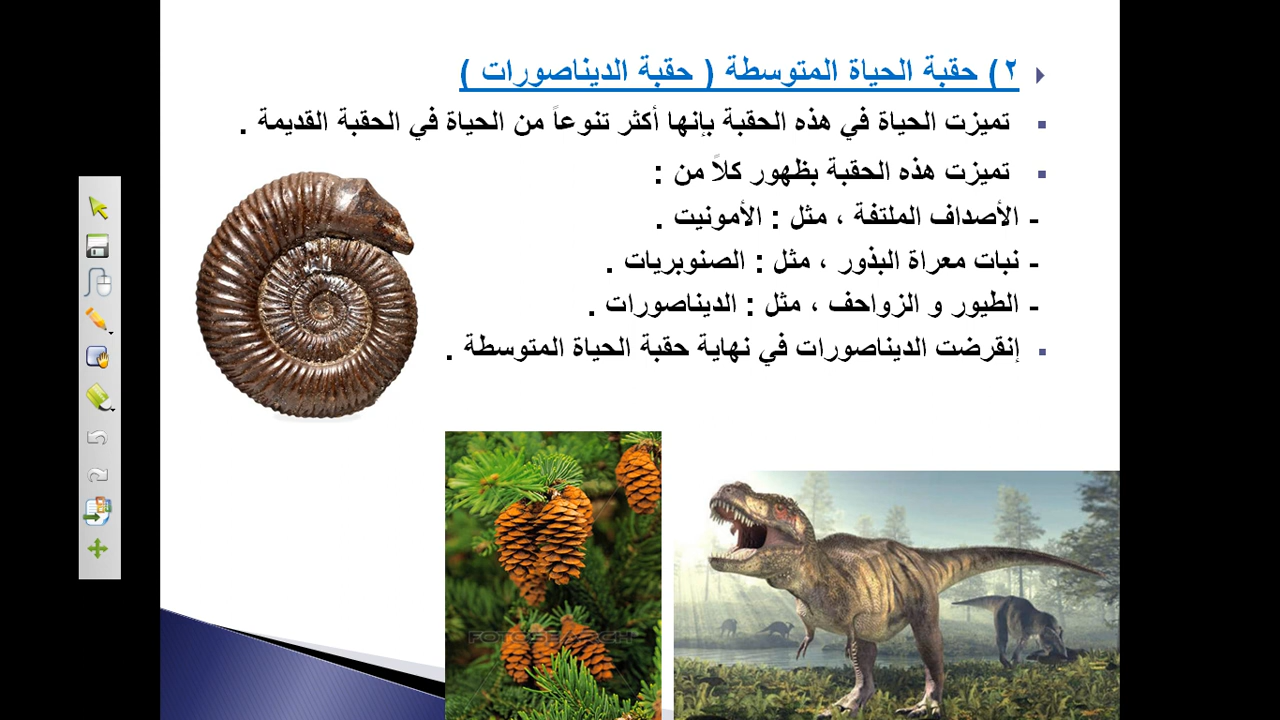 ٢) حقبة الحياة المتوسطة ( حقبة الديناصورات )
تميزت الحياة في هذه الحقبة بإنها أكثر تنوعاً من الحياة في الحقبة القديمة .
تميزت هذه الحقبة بظهور كلاً من :
- الأصداف الملتفة ، مثل : الأمونيت .
- نبات معراة البذور ، مثل : الصنوبريات .
- الطيور و الزواحف ، مثل : الديناصورات .
إنقرضت الديناصورات في نهاية حقبة الحياة المتوسطة .
FOTOSEARCH